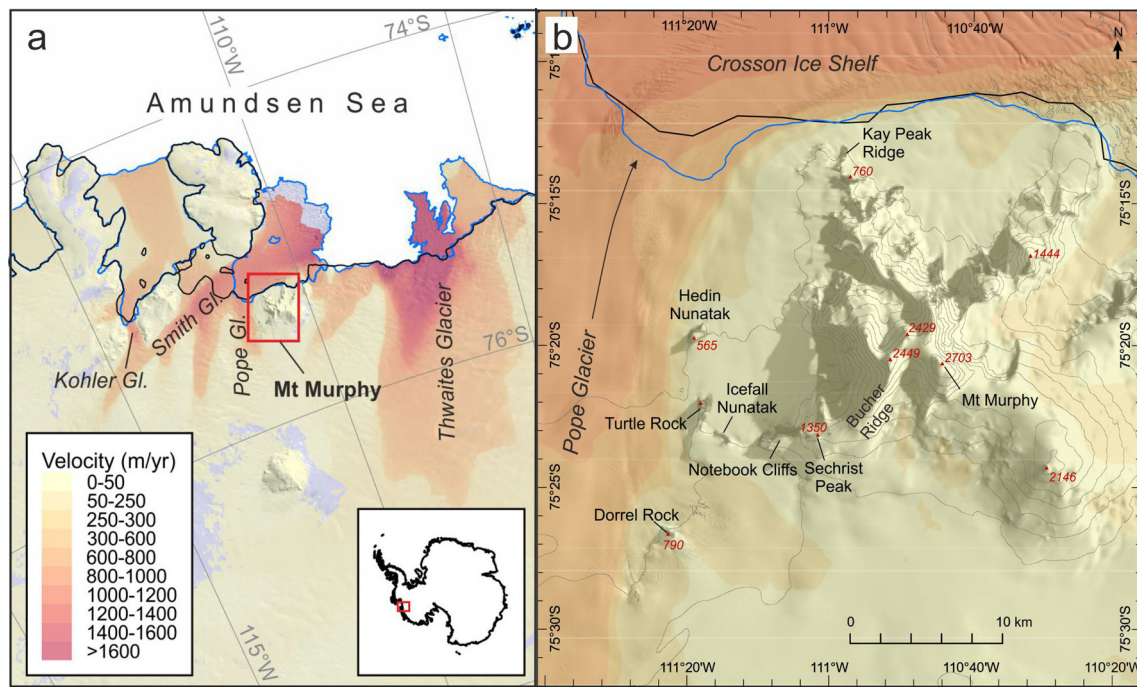 a
110°W
74°S
Amundsen Sea
Kohler Gl.
Smith Gl.
Pope Gl.
Thwaites Glacier
76°S
Mt Murphy
115°W
Velocity (m/yr)
0-50
50-250
250-300
300-600
600-800
800-1000
1000-1200
1200-1400
1400-1600
>1600
b
111°20'W
111°W
110°40'W
N
Crosson Ice Shelf
75°1
75°15'S
75°20'S
75°25'S
75°30'S
Kay Peak
Ridge
760
1444
Hedin
Nunatak
565
2429
2449
2703
Pope Glacier
Icefall
Nunatak
Turtle Rock
Bucher
Ridge
Mt Murphy
1350
Notebook Cliffs
Sechrist
Peak
2146
Dorrel Rock
790
0
10 km
75°15'S
75°20'S
75°25'S
75°30'S
111°20'W
111°W
110°40'W